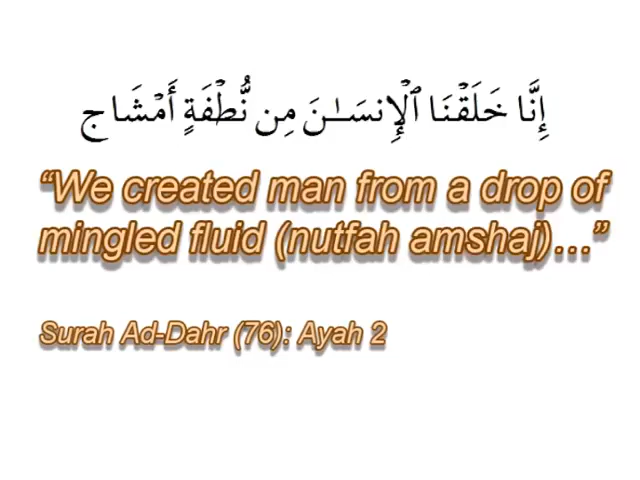 إِنَّا خَلَقْنَا ٱلْإِنسَـٰنَ مِن نُّطْفَةٍ أَمْشَاج
“We created man from a drop of
mingled fluid (nutfah amshaj)…”
Surah Ad-Dahr (76): Ayah 2